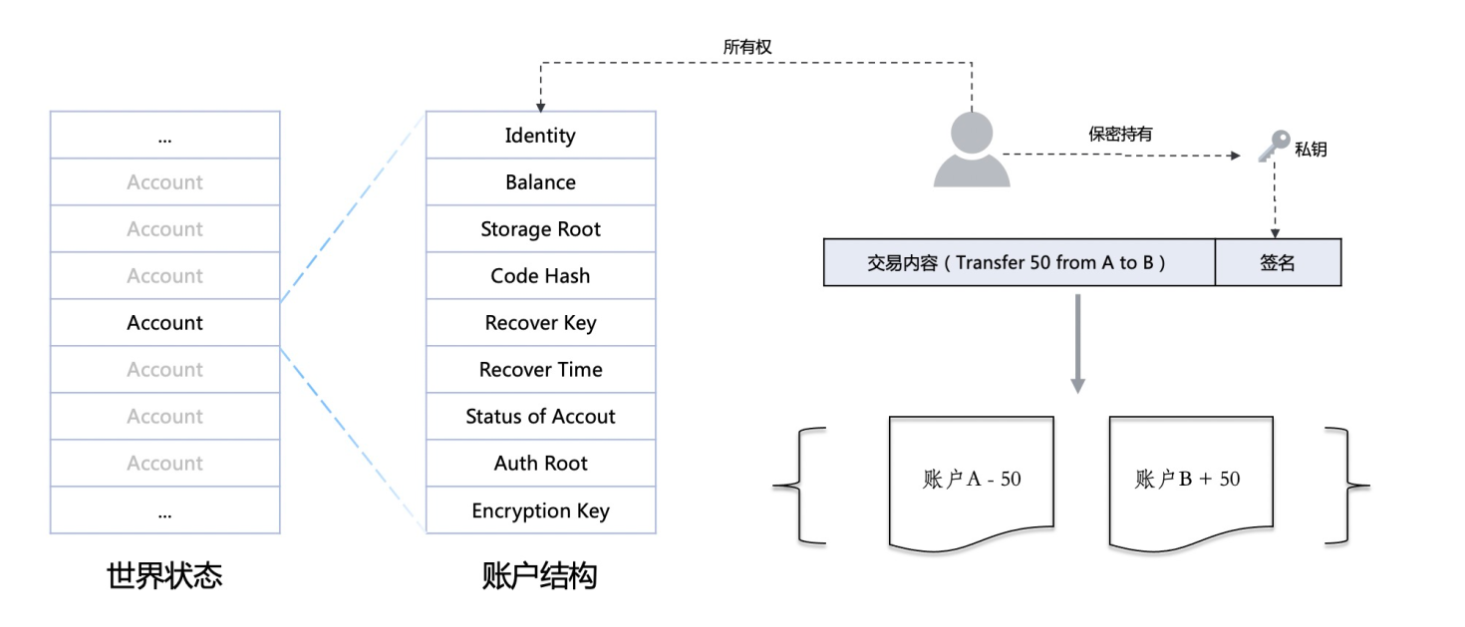 所有权
保密持有
私钥
...
Account
Account
Account
Account
Account
Account
Account
...
世界状态
Identity
Balance
Storage Root
Code Hash
Recover Key
Recover Time
Status of Accout
Auth Root
Encryption Key
账户结构
交易内容（Transfer 50 from A to B）
签名
账户A - 50
账户B + 50